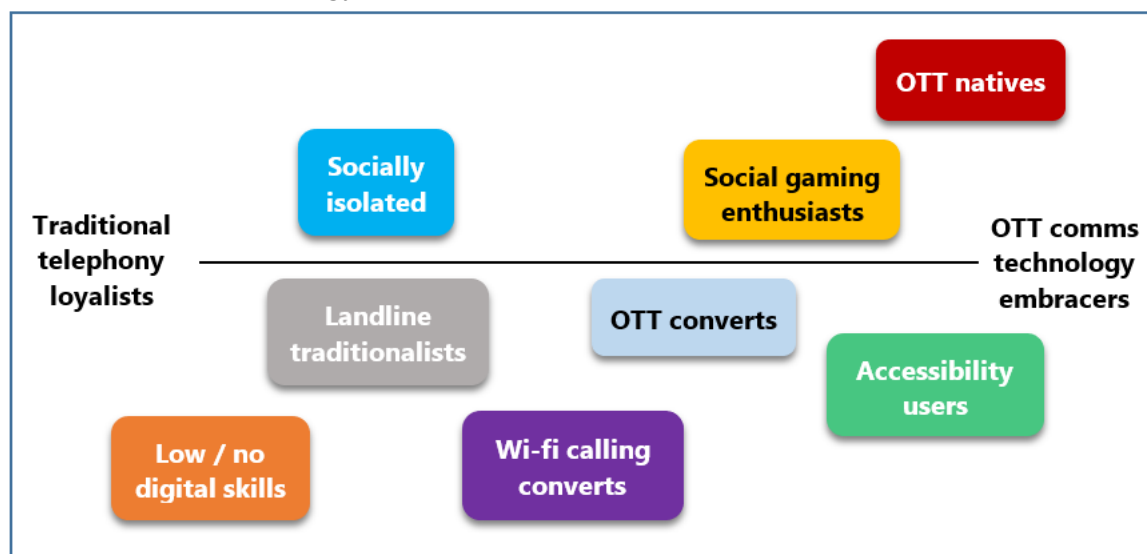 OTT natives
Socially
isolated
Social gaming
enthusiasts
Traditional
telephony
loyalists
OTT comms
technology
embracers
Landline
traditionalists
OTT converts
Accessibility
users
Low / no
digital skills
Wi-fi calling
converts